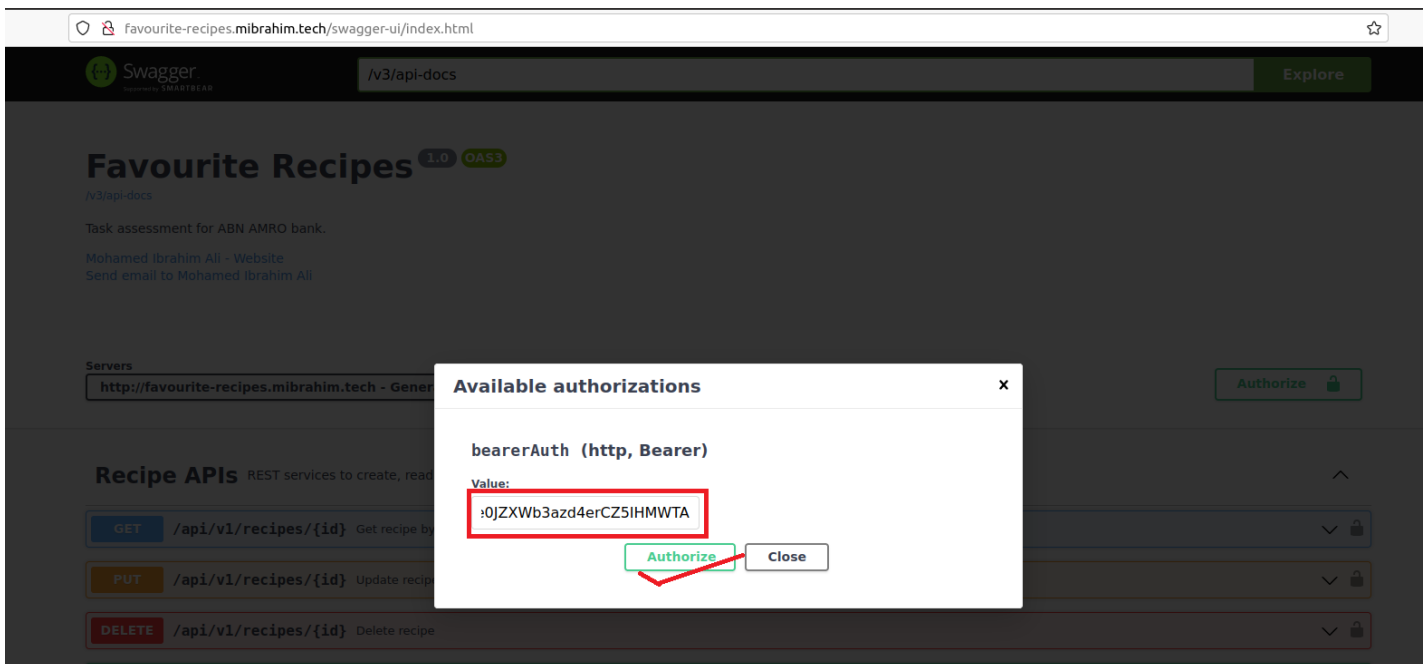 favourite-recipes.mibrahim.tech/swagger-ui/index.html
Swagger.
Supported by SMARTBEAR
/v3/api-docs
Explore
Favourite Recipes 1.0 OAS3
/v3/api-docs
Task assessment for ABN AMRO bank.
Mohamed Ibrahim Ali - Website
Send email to Mohamed Ibrahim Ali
Servers
http://favourite-recipes.mibrahim.tech - Gener
Authorize
Available authorizations
x
bearerAuth (http, Bearer)
Value:
e0JZXWb3azd4erCZ5IHMWTA
Authorize
Close
Recipe APIs REST services to create, read
GET /api/v1/recipes/{id} Get recipe by
PUT /api/v1/recipes/{id} Update recipe
DELETE /api/v1/recipes/{id} Delete recipe